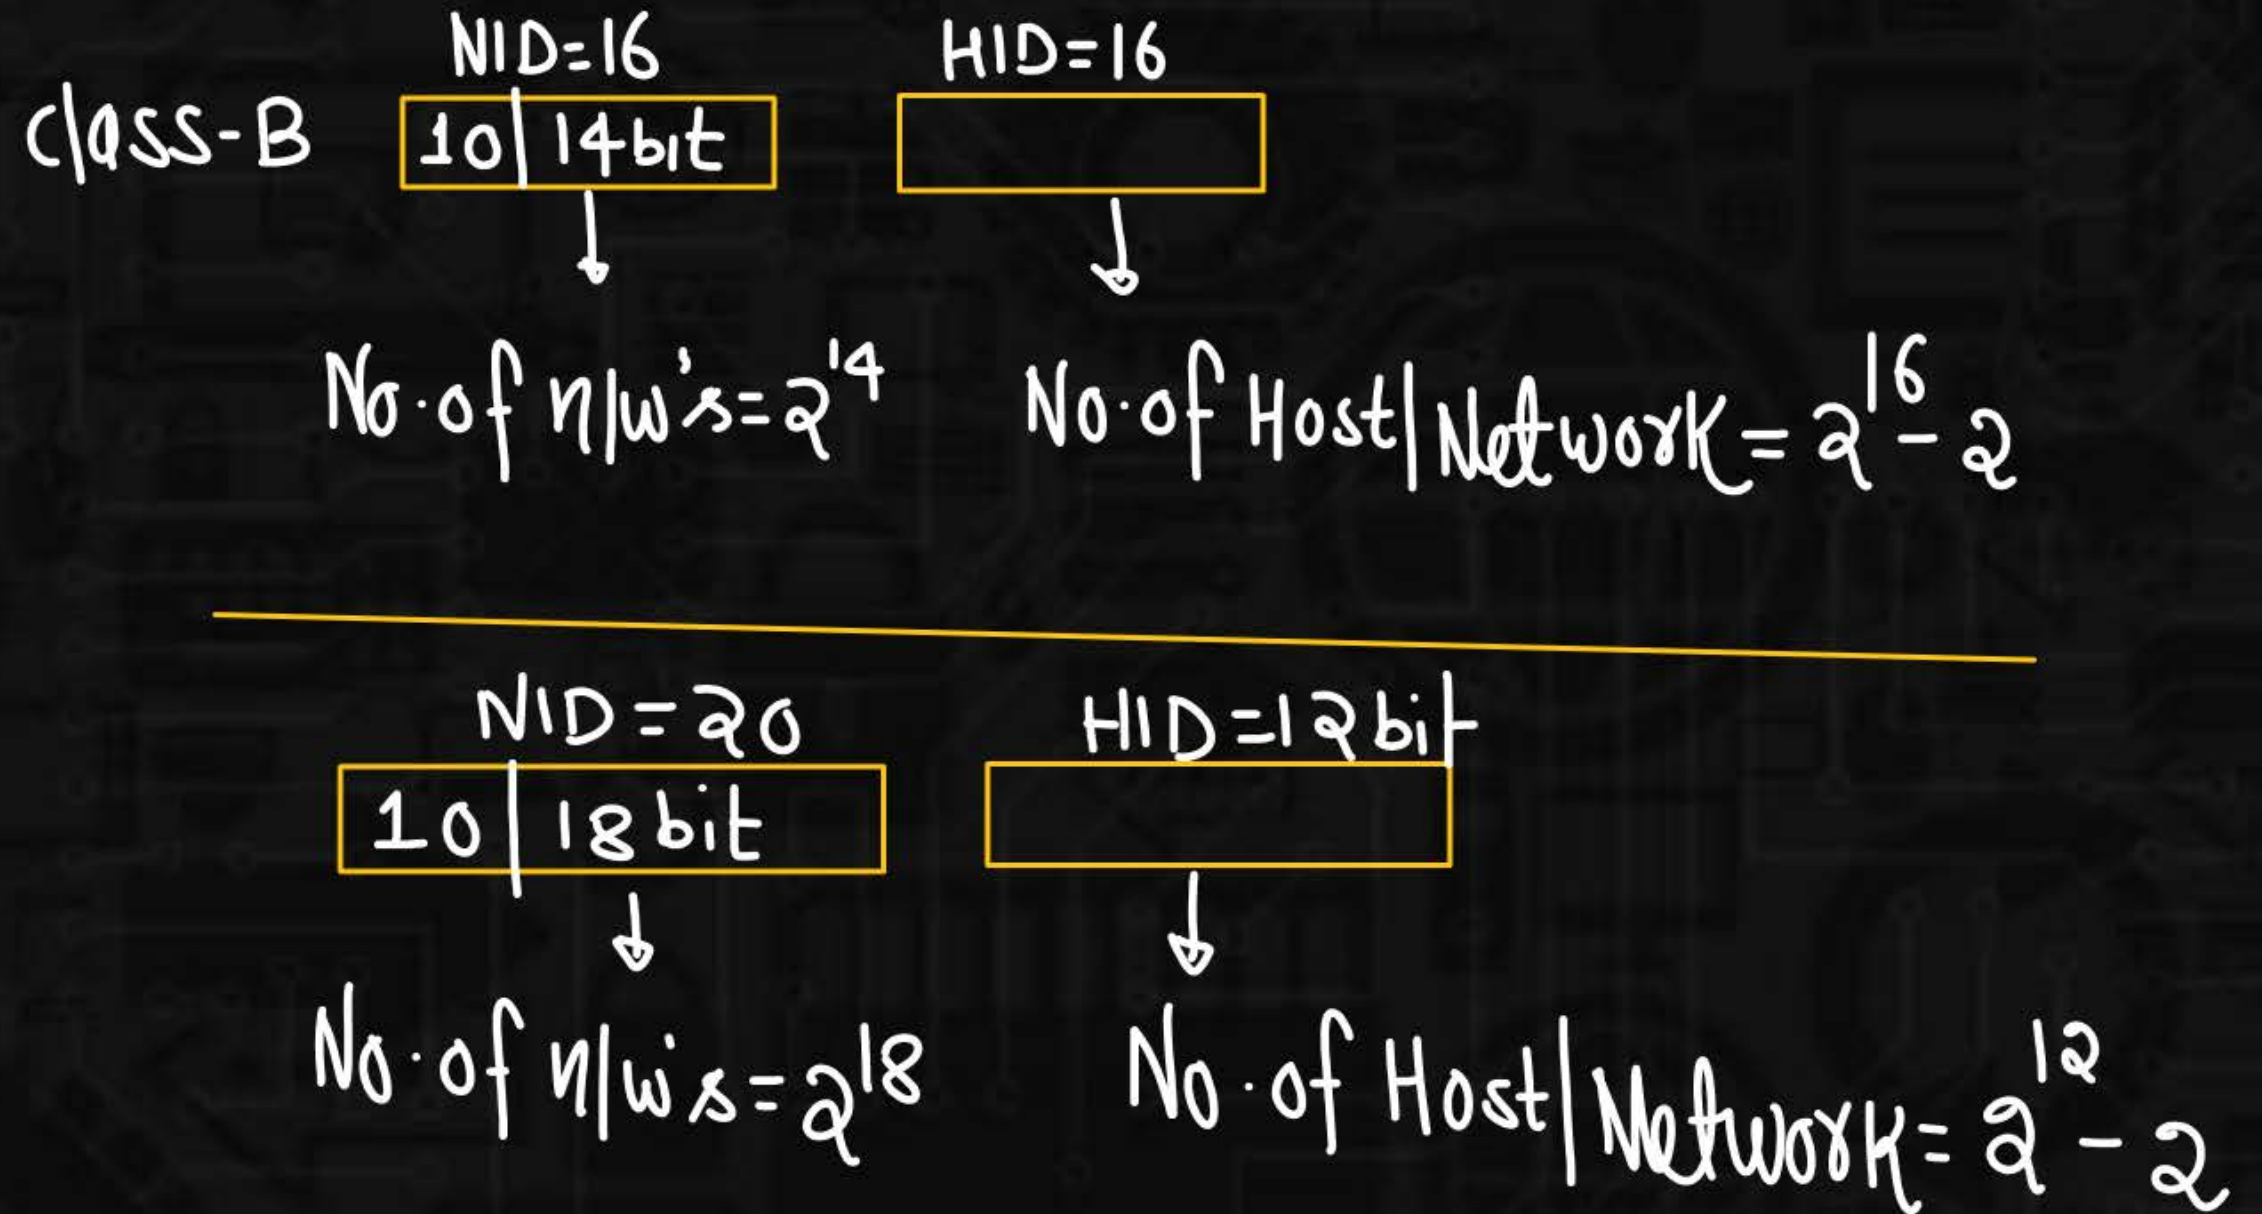 NID=16 HID=16
Class-B 10|14bit
No.of n/w's=2^14 No.of Host|Network=2^16-2
NID=20 HID=12bit
10|18bit
No.of n/w's=2^18 No.of Host|Network=2^12-2